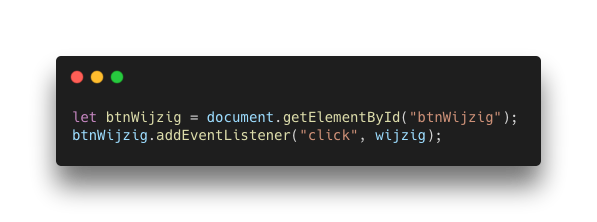 let btnWijzig = document.getElementById("btnWijzig");
btnWijzig.addEventListener("click", wijzig);